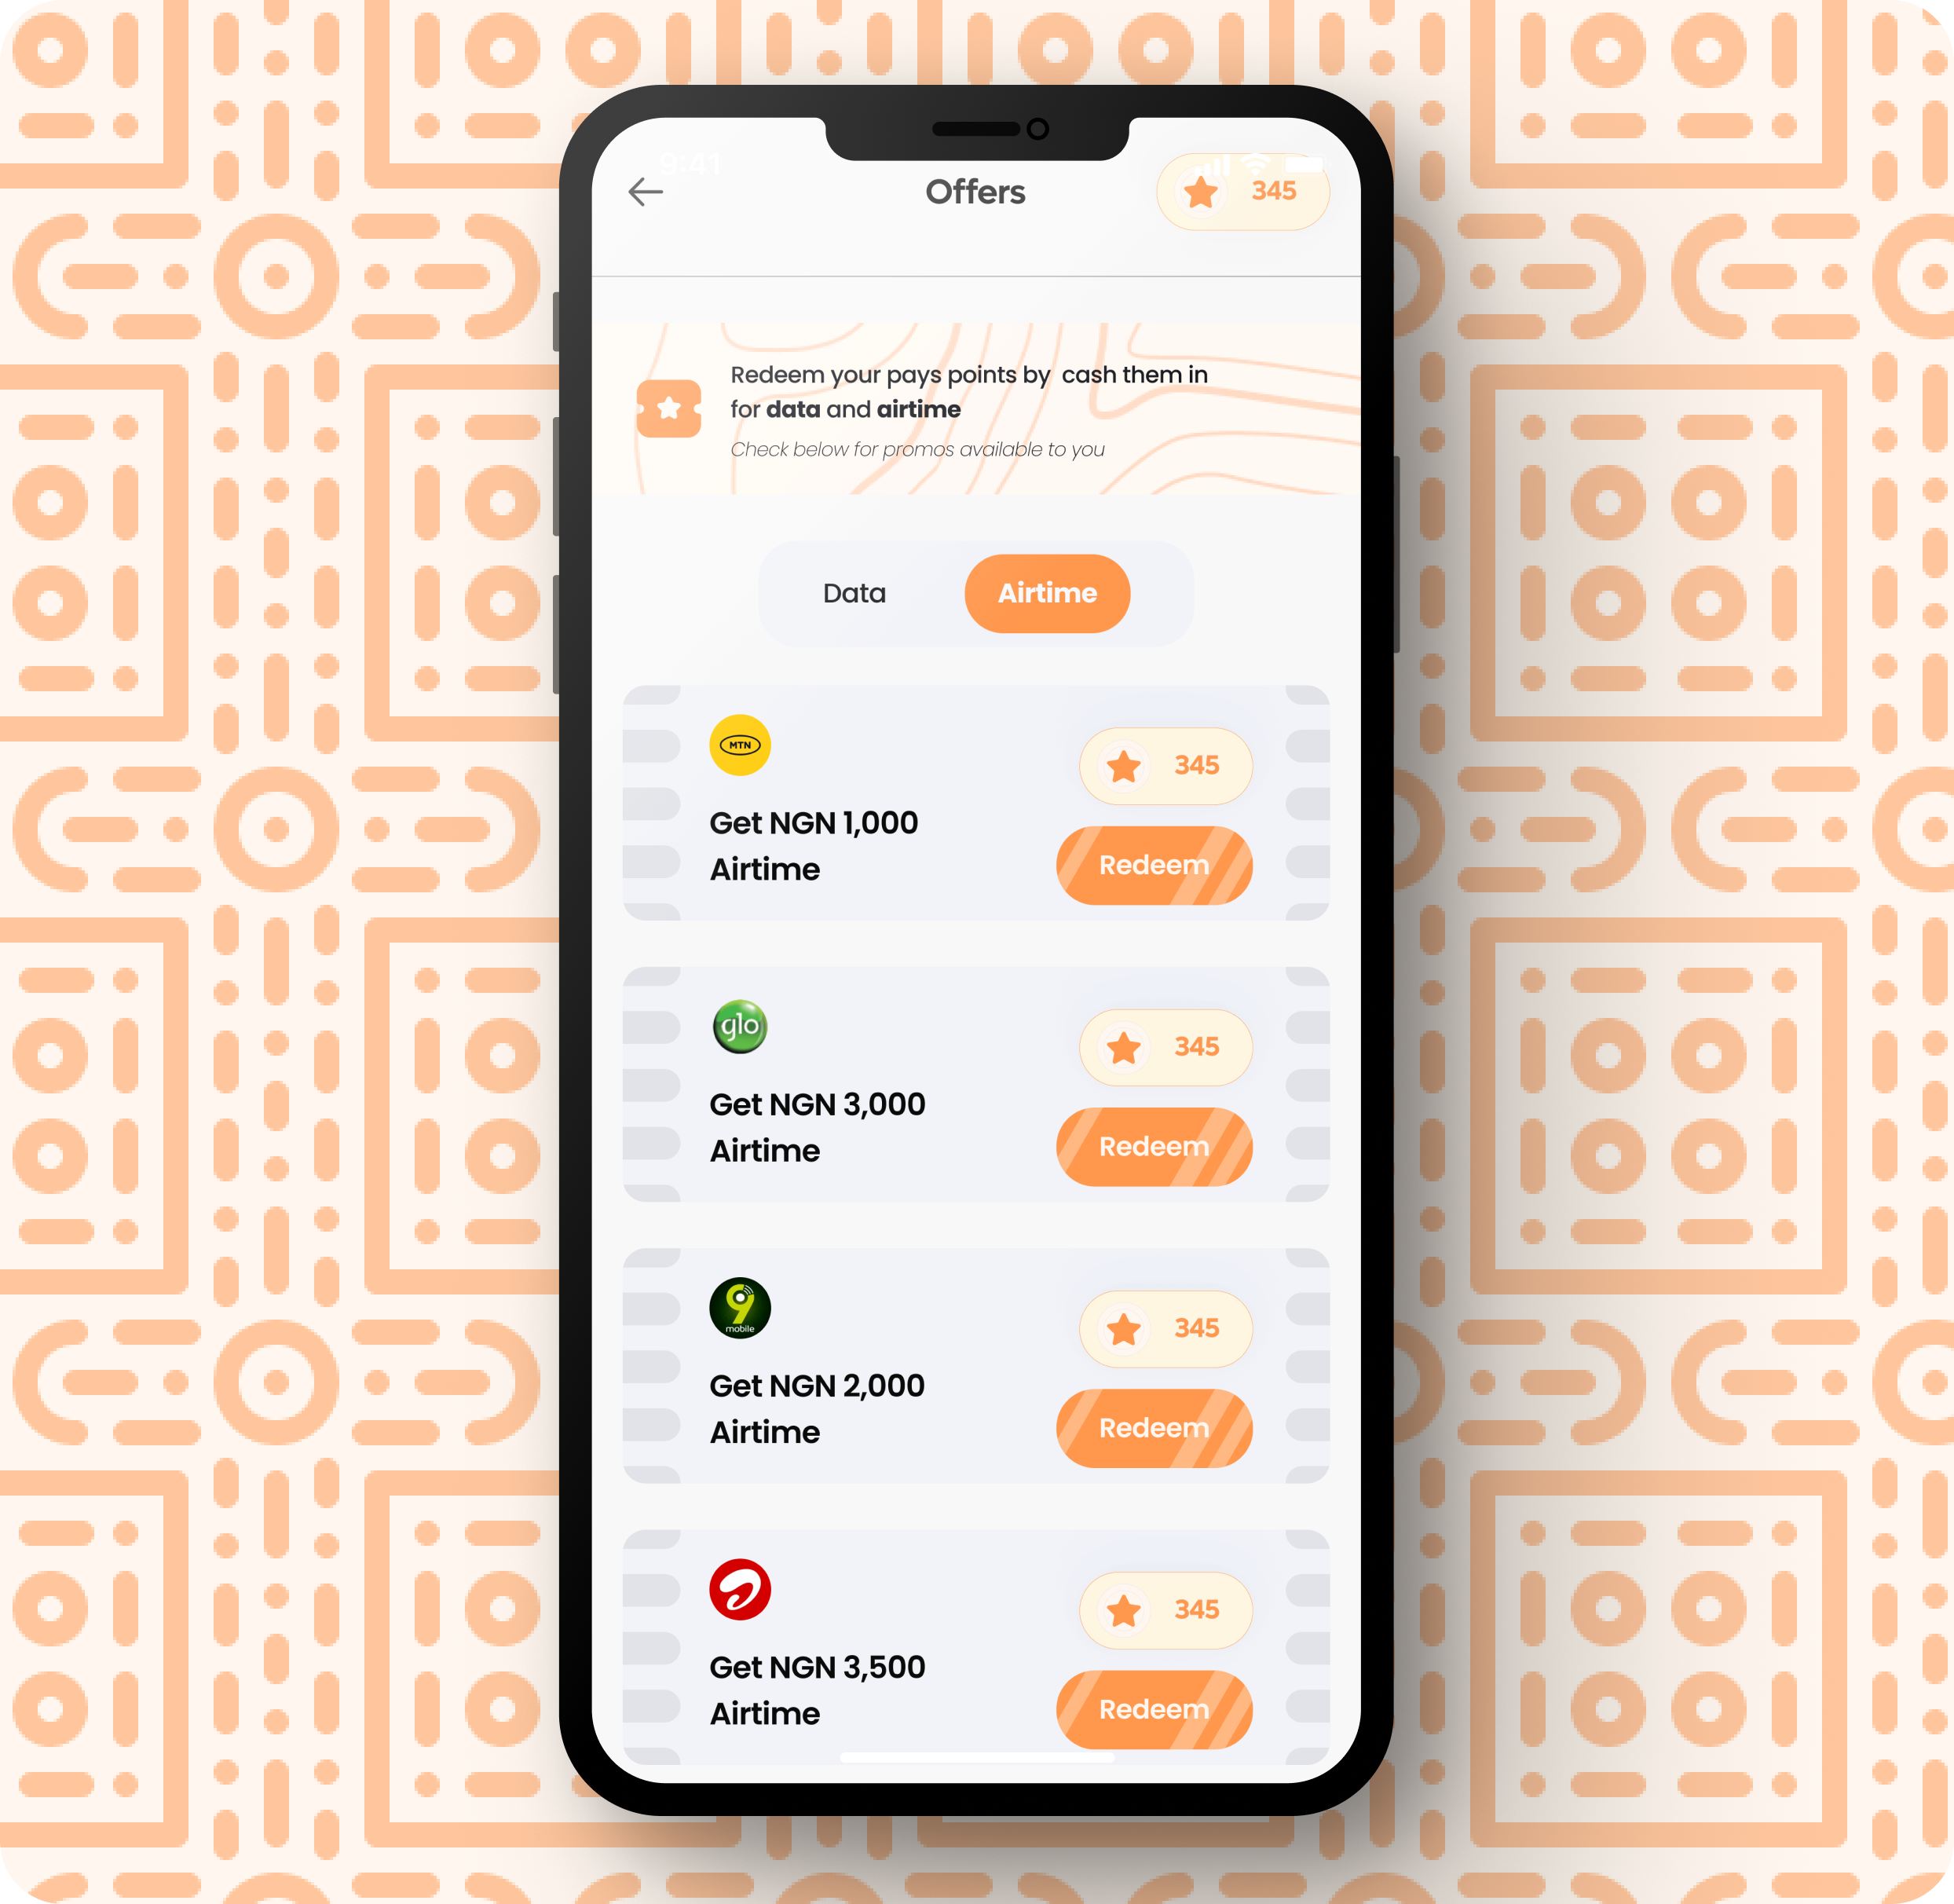 9:41
Offers
345
Redeem your pays points by  cash them in
for data and airtime
Check below for promos available to you
Data
Airtime
MTN
345
Get NGN 1,000
Airtime
Redeem
glo
345
Get NGN 3,000
Airtime
Redeem
9
mobile
345
Get NGN 2,000
Airtime
Redeem
345
Get NGN 3,500
Airtime
Redeem